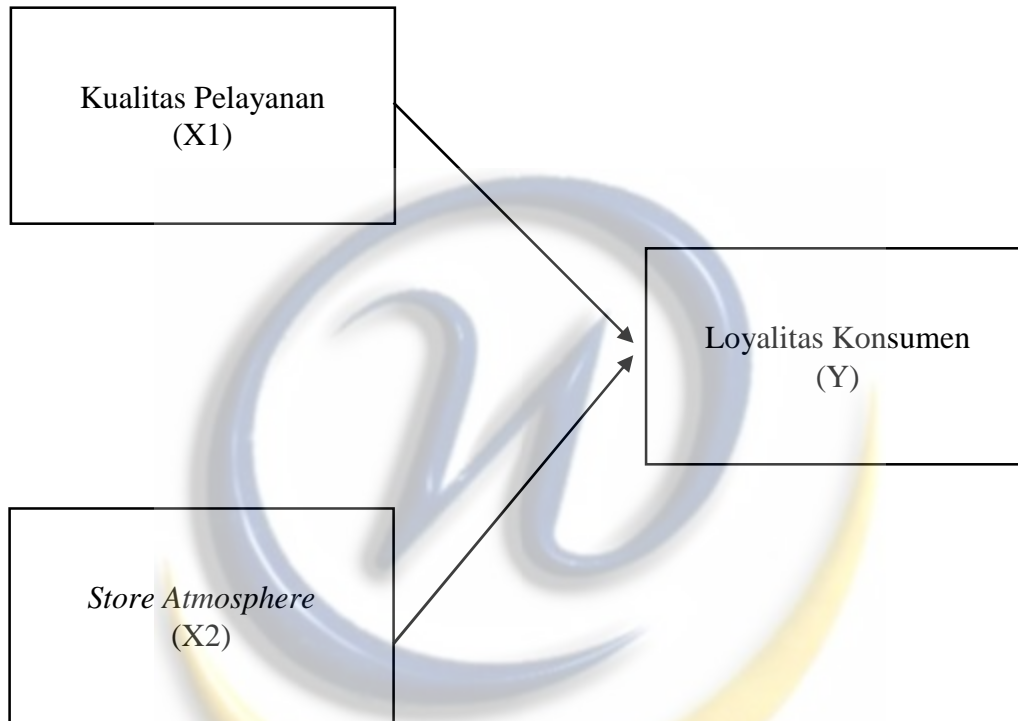 Kualitas Pelayanan
(X1)
Loyalitas Konsumen
(Y)
Store Atmosphere
(X2)